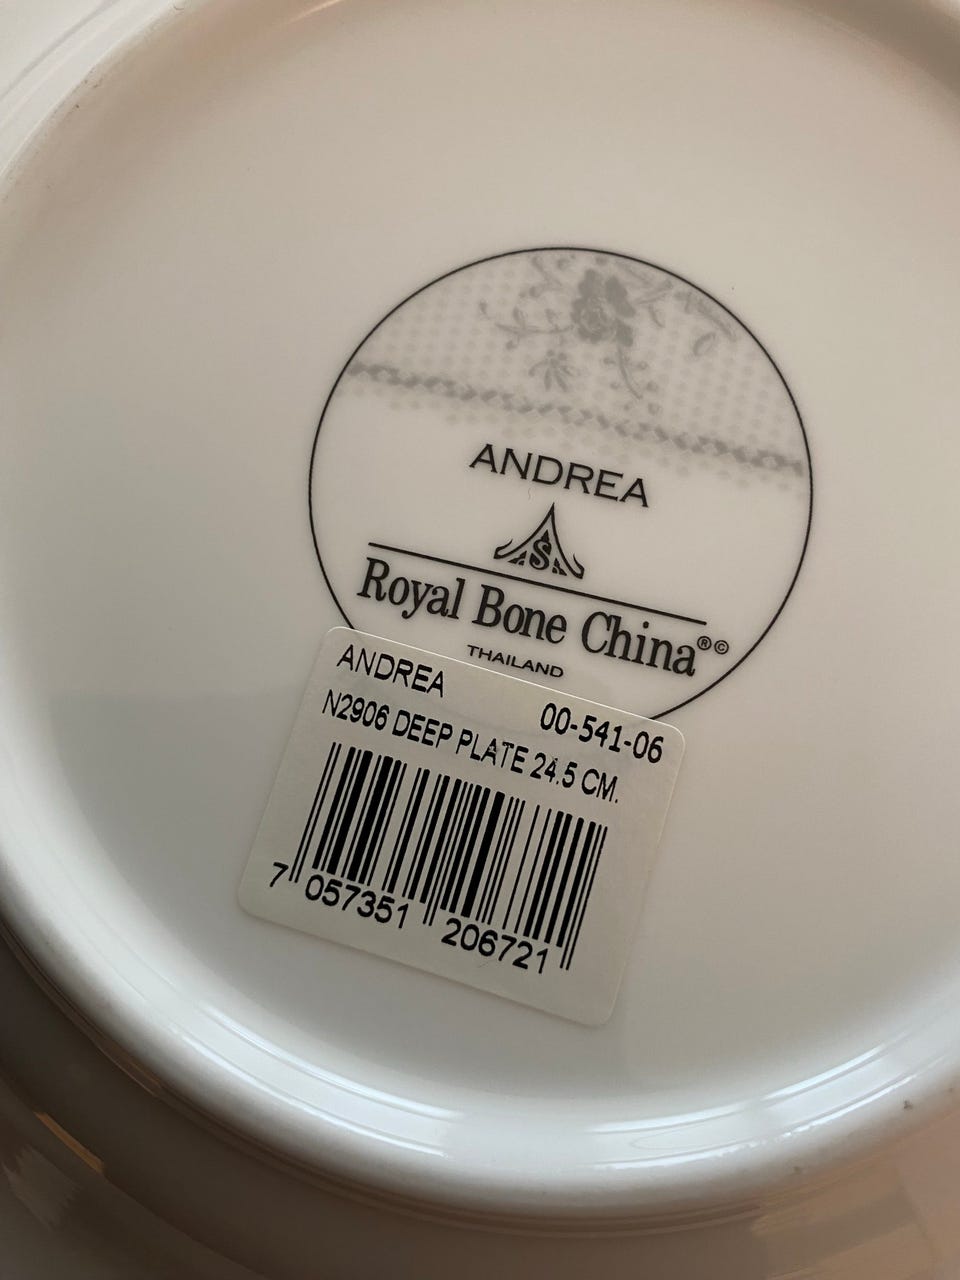 ANDREA
S
Royal Bone China®©
THAILAND
ANDREA
00-541-06
N2906 DEEP PLATE 24.5 CM.
7 057351 206721